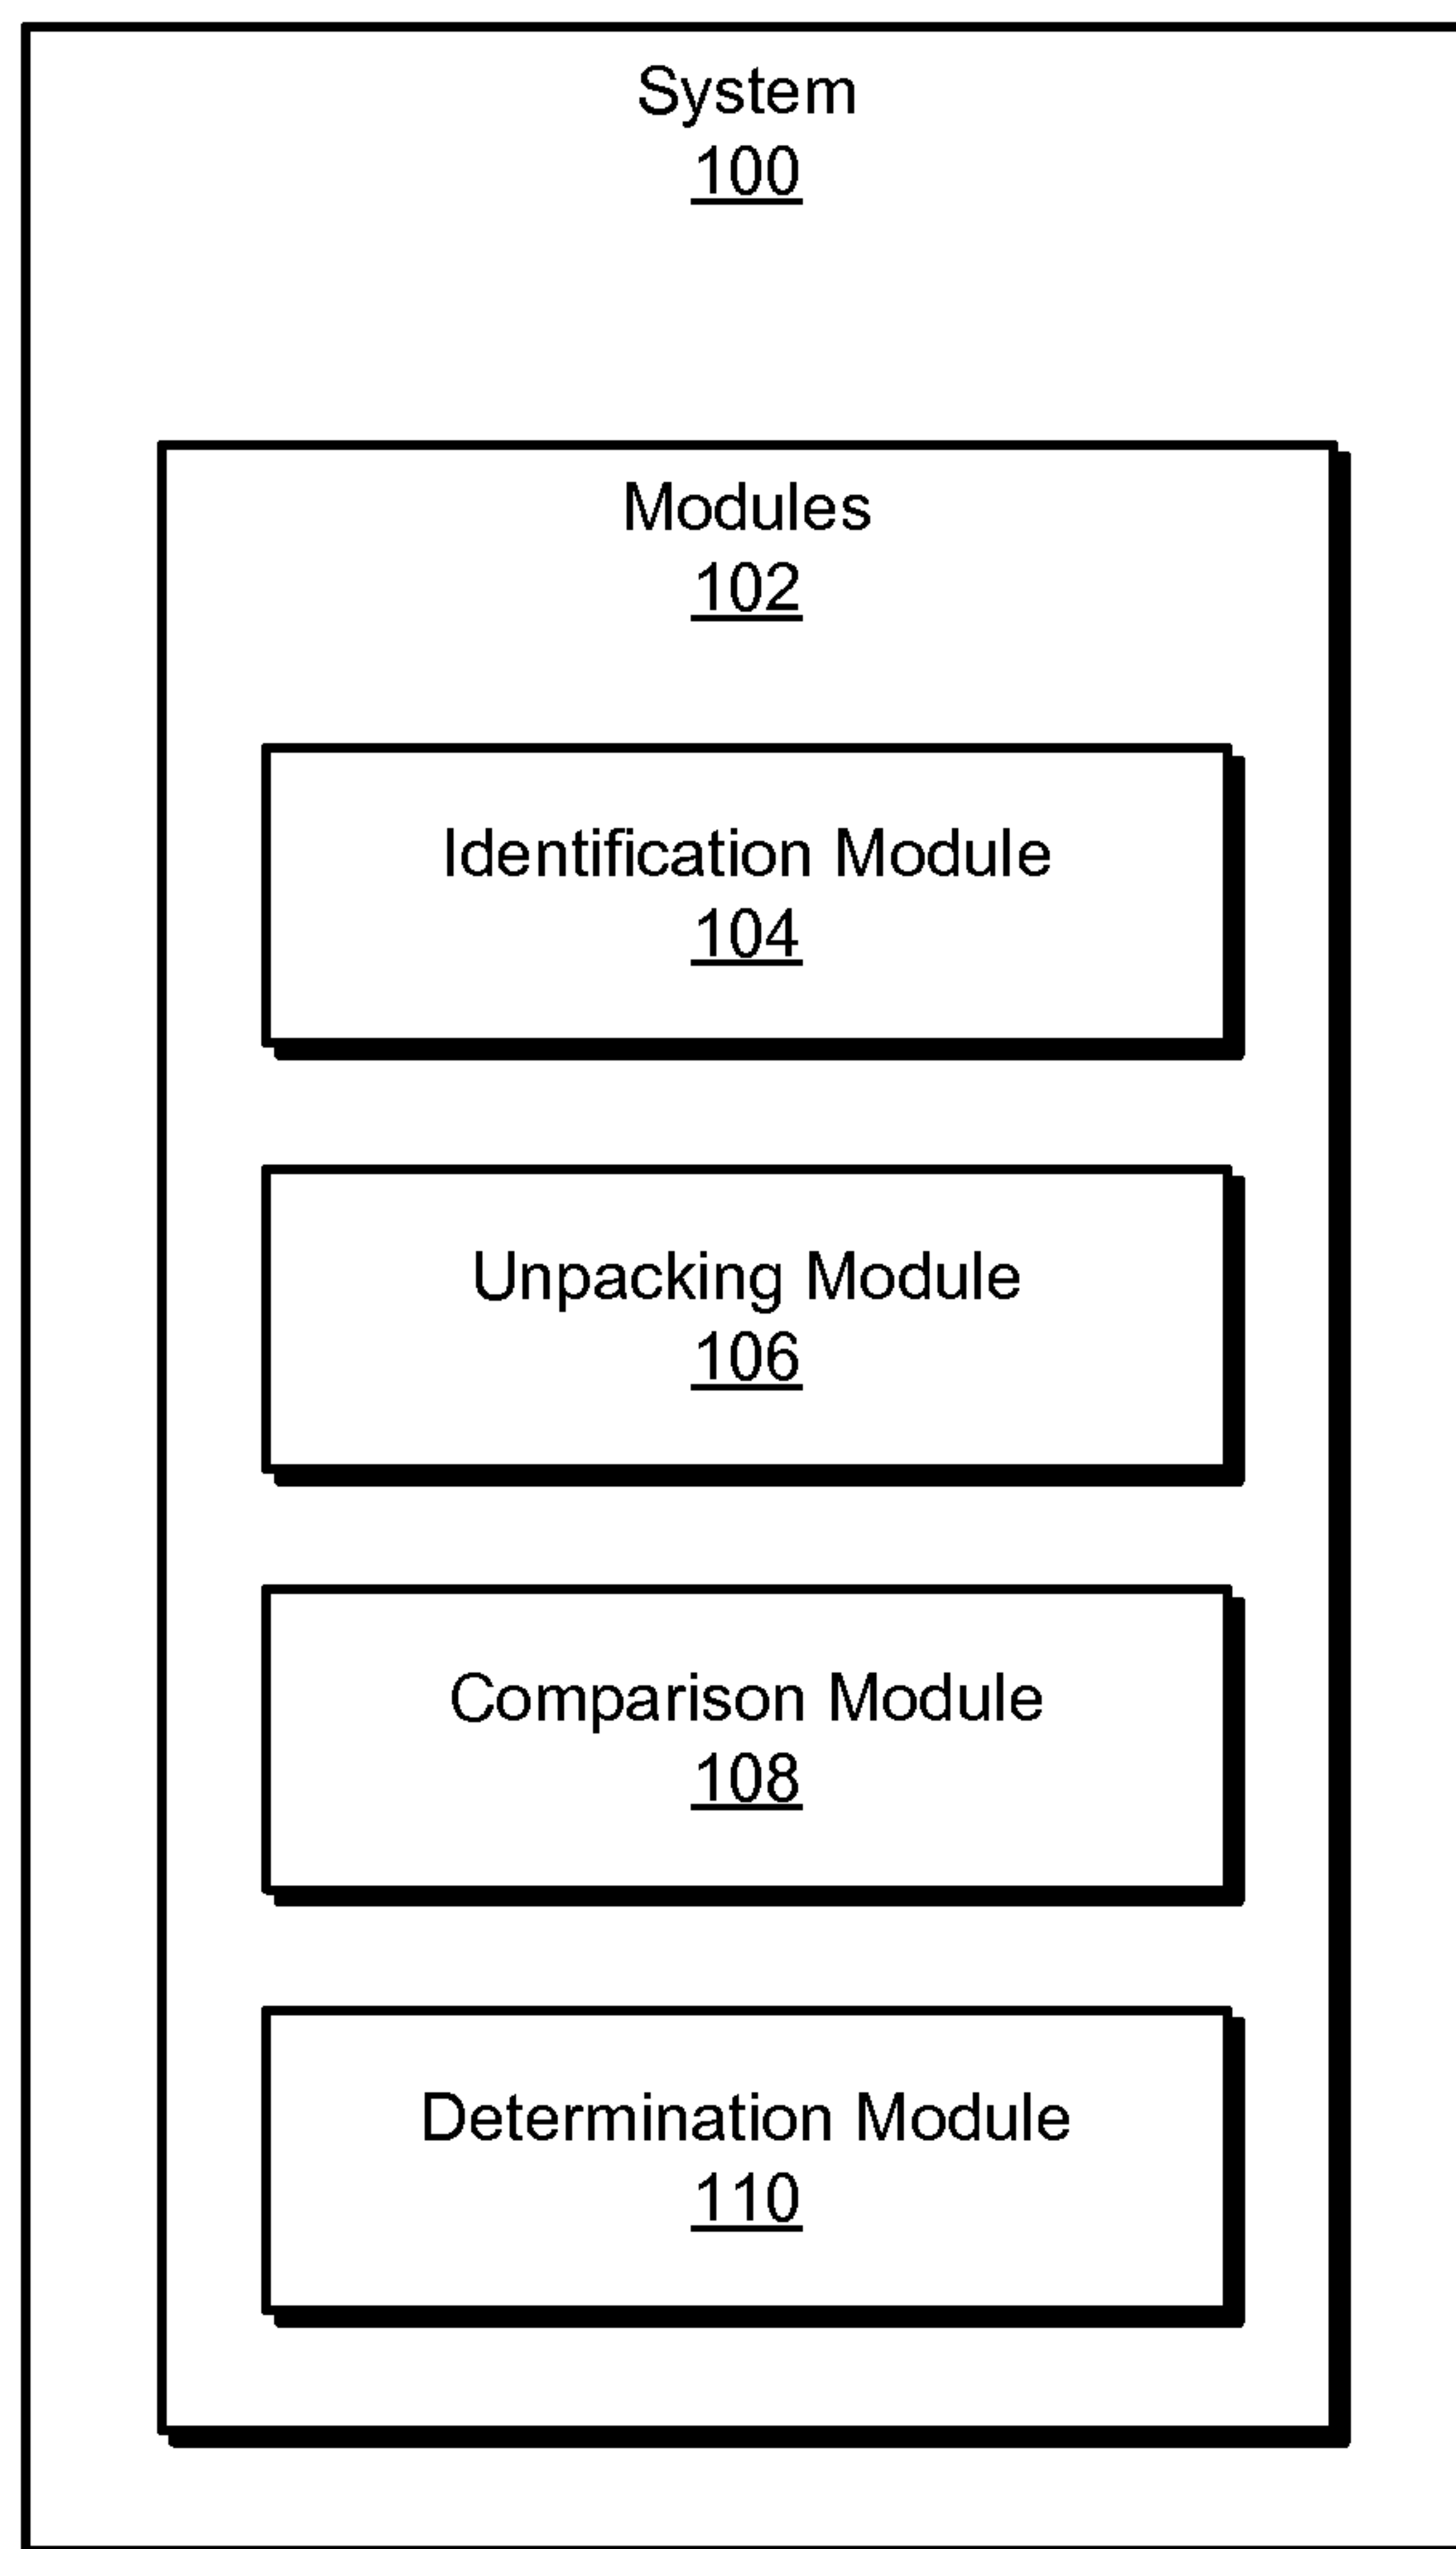 System
100
Modules
102
Identification Module
104
Unpacking Module
106
Comparison Module
108
Determination Module
110